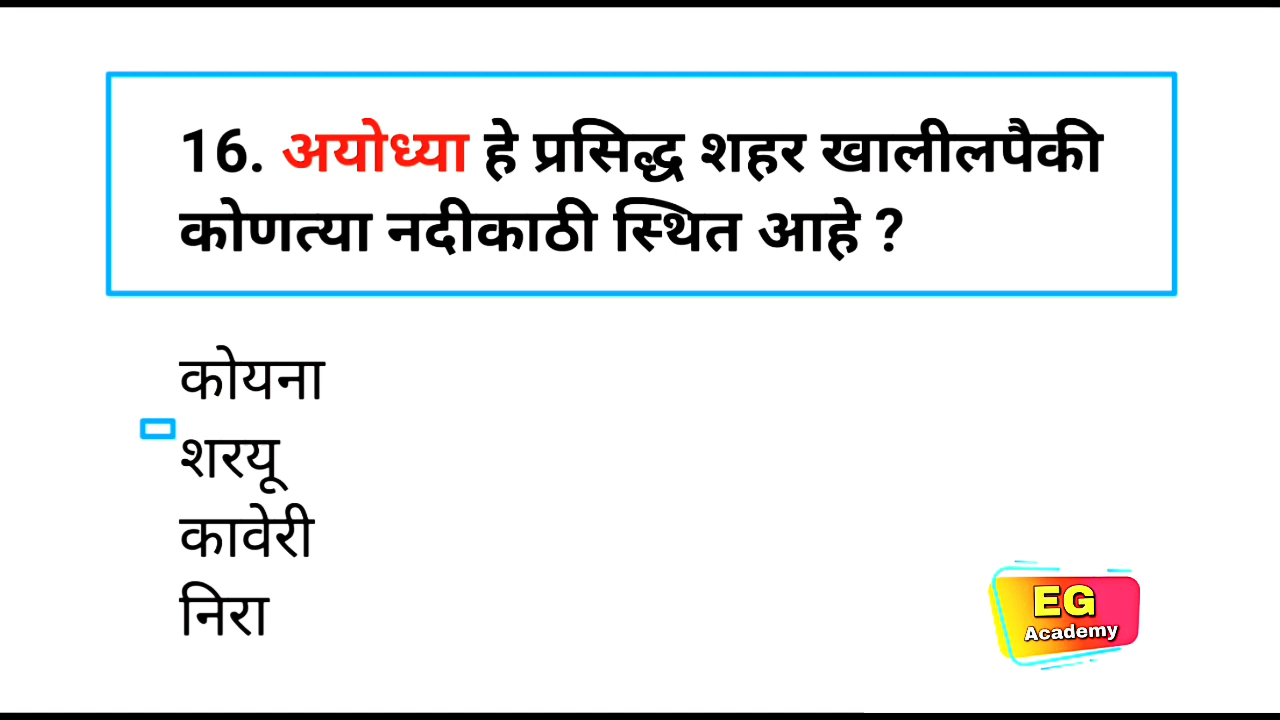 16. अयोध्या हे प्रसिद्ध शहर खालीलपैकी
कोणत्या नदीकाठी स्थित आहे ?
कोयना
शरयू
कावेरी
निरा
EG
Academy